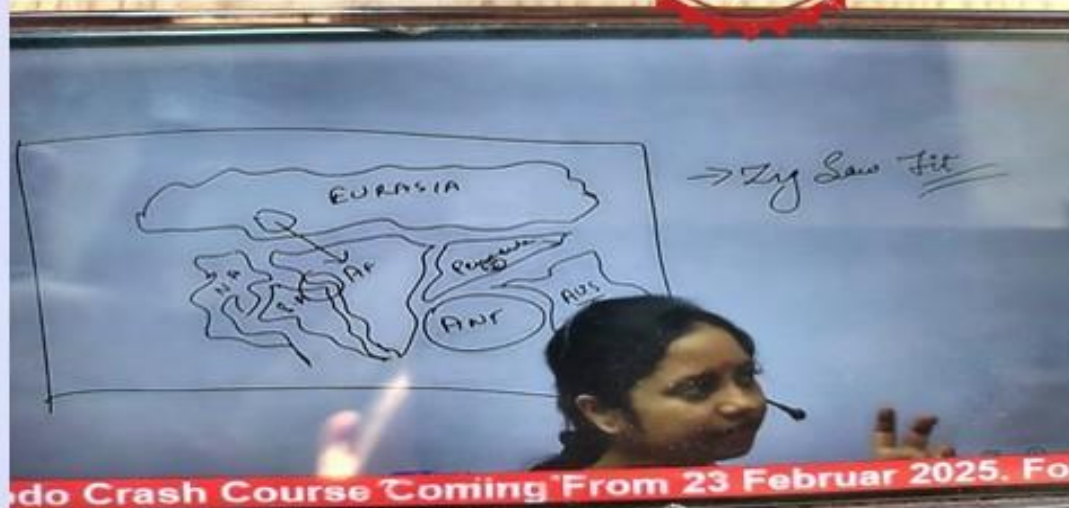 → Zig Saw Fit
EURASIA
AF
N A
ANT
AUS
do Crash Course Coming From 23 Februar 2025. Fo